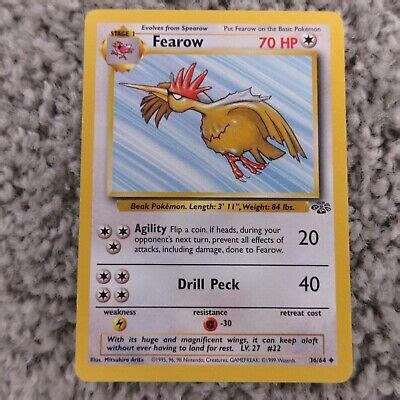 STAGE 1
Evolves from Spearow
Put Fearow on the Basic Pokémon
Fearow
70 HP
Beak Pokémon. Length: 3' 11", Weight: 84 lbs.
Agility Flip a coin. If heads, during your
opponent's next turn, prevent all effects of
attacks, including damage, done to Fearow.
20
Drill Peck
40
weakness
resistance
retreat cost
-30
With its huge and magnificent wings, it can keep aloft
without ever having to land for rest. LV. 27 #22
Illus. Mitsuhiro Arita
©1995, 96, 98 Nintendo, Creatures, GAMEFREAK. ©1999 Wizards.
36/64